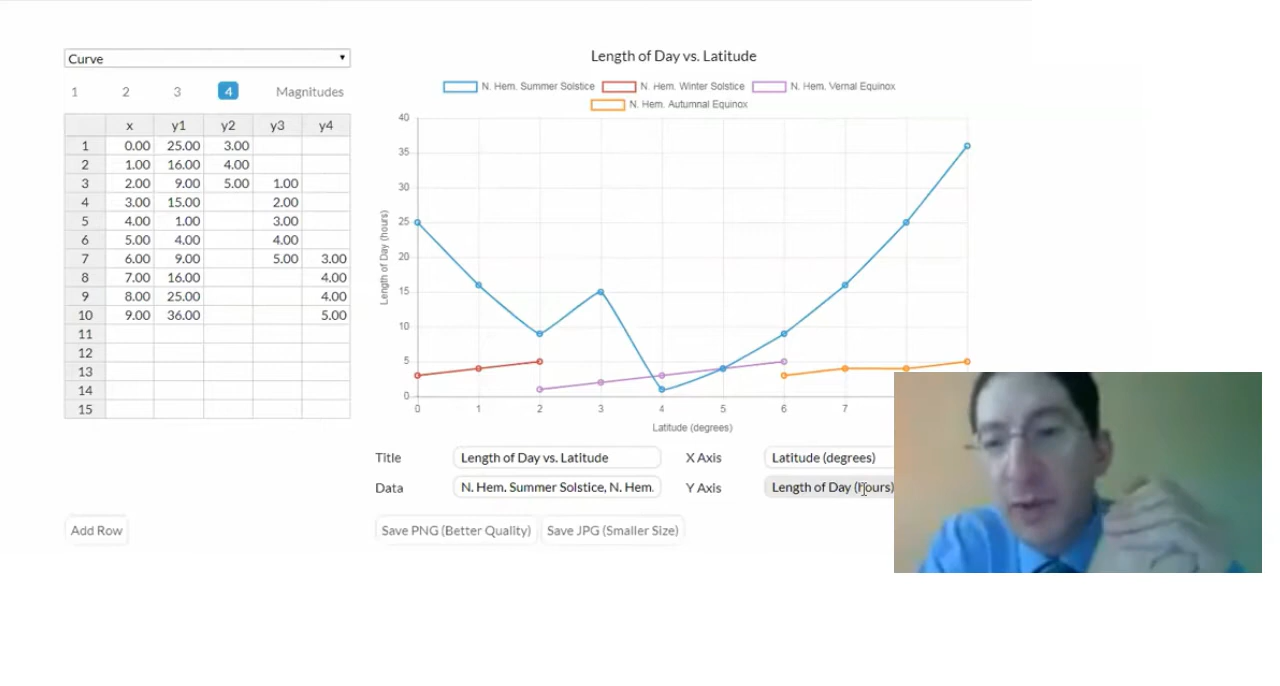 Curve
1 2 3 4 Magnitudes
x y1 y2 y3 y4
1 0.00 25.00 3.00
2 1.00 16.00 4.00
3 2.00 9.00 5.00 1.00
4 3.00 15.00 2.00
5 4.00 1.00 3.00
6 5.00 4.00 4.00
7 6.00 9.00 5.00 3.00
8 7.00 16.00 4.00
9 8.00 25.00 4.00
10 9.00 36.00 5.00
11
12
13
14
15
Add Row
Length of Day vs. Latitude
N. Hem. Summer Solstice N. Hem. Winter Solstice N. Hem. Vernal Equinox
N. Hem. Autumnal Equinox
Length of Day (hours)
40
35
30
25
20
15
10
5
0
0 1 2 3 4 5 6 7
Latitude (degrees)
Title Length of Day vs. Latitude X Axis Latitude (degrees)
Data N. Hem. Summer Solstice, N. Hem. Y Axis Length of Day (hours)
Save PNG (Better Quality) Save JPG (Smaller Size)